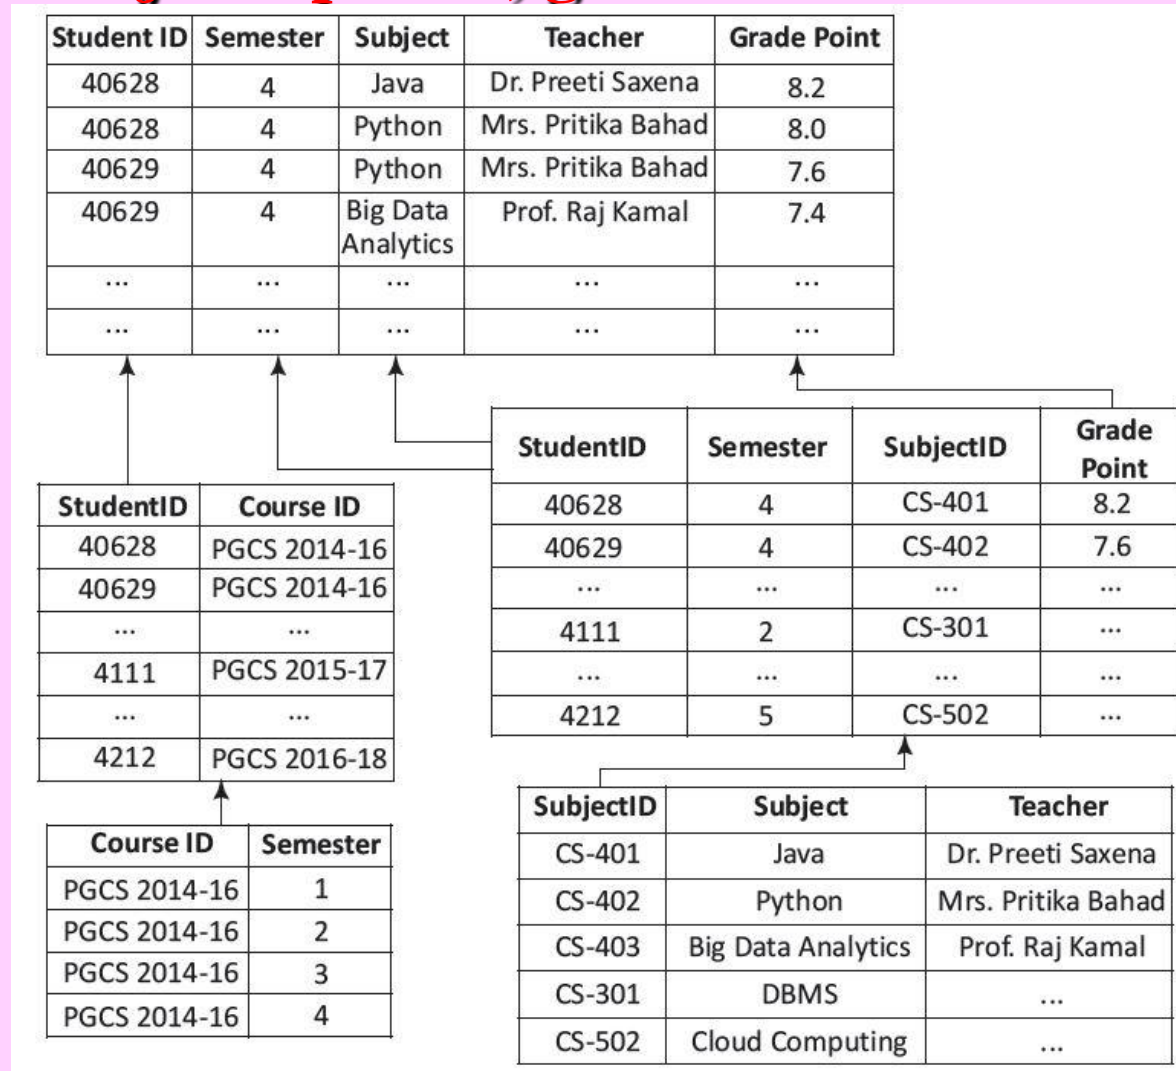 Student ID Semester Subject Teacher Grade Point
40628 4 Java Dr. Preeti Saxena 8.2
40628 4 Python Mrs. Pritika Bahad 8.0
40629 4 Python Mrs. Pritika Bahad 7.6
40629 4 Big Data Analytics Prof. Raj Kamal 7.4
... ... ... ... ...
... ... ... ... ...
StudentID Semester SubjectID Grade Point
40628 4 CS-401 8.2
40629 4 CS-402 7.6
... ... ... ...
4111 2 CS-301 ...
... ... ... ...
4212 5 CS-502 ...
StudentID Course ID
40628 PGCS 2014-16
40629 PGCS 2014-16
... ...
4111 PGCS 2015-17
... ...
4212 PGCS 2016-18
Course ID Semester
PGCS 2014-16 1
PGCS 2014-16 2
PGCS 2014-16 3
PGCS 2014-16 4
SubjectID Subject Teacher
CS-401 Java Dr. Preeti Saxena
CS-402 Python Mrs. Pritika Bahad
CS-403 Big Data Analytics Prof. Raj Kamal
CS-301 DBMS ...
CS-502 Cloud Computing ...